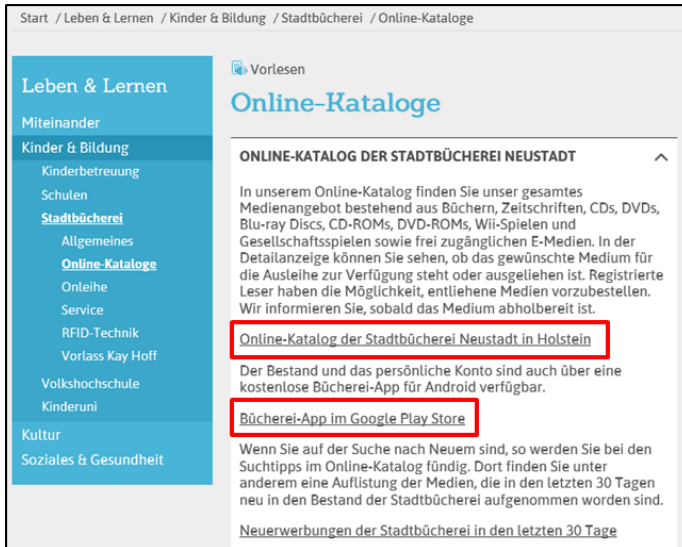 Start / Leben & Lernen / Kinder & Bildung / Stadtbücherei / Online-Kataloge
Leben & Lernen
Miteinander
Kinder & Bildung
Kinderbetreuung
Schulen
Stadtbücherei
Allgemeines
Online-Kataloge
Onleihe
Service
RFID-Technik
Vorlass Kay Hoff
Volkshochschule
Kinderuni
Kultur
Soziales & Gesundheit
Vorlesen
Online-Kataloge
ONLINE-KATALOG DER STADTBÜCHEREI NEUSTADT
In unserem Online-Katalog finden Sie unser gesamtes
Medienangebot bestehend aus Büchern, Zeitschriften, CDs, DVDs,
Blu-ray Discs, CD-ROMs, DVD-ROMs, Wii-Spielen und
Gesellschaftsspielen sowie frei zugänglichen E-Medien. In der
Detailanzeige können Sie sehen, ob das gewünschte Medium für
die Ausleihe zur Verfügung steht oder ausgeliehen ist. Registrierte
Leser haben die Möglichkeit, entliehene Medien vorzubestellen.
Wir informieren Sie, sobald das Medium abholbereit ist.
Online-Katalog der Stadtbücherei Neustadt in Holstein
Der Bestand und das persönliche Konto sind auch über eine
kostenlose Bücherei-App für Android verfügbar.
Bücherei-App im Google Play Store
Wenn Sie auf der Suche nach Neuem sind, so werden Sie bei den
Suchtipps im Online-Katalog fündig. Dort finden Sie unter
anderem eine Auflistung der Medien, die in den letzten 30 Tagen
neu in den Bestand der Stadtbücherei aufgenommen worden sind.
Neuerwerbungen der Stadtbücherei in den letzten 30 Tage